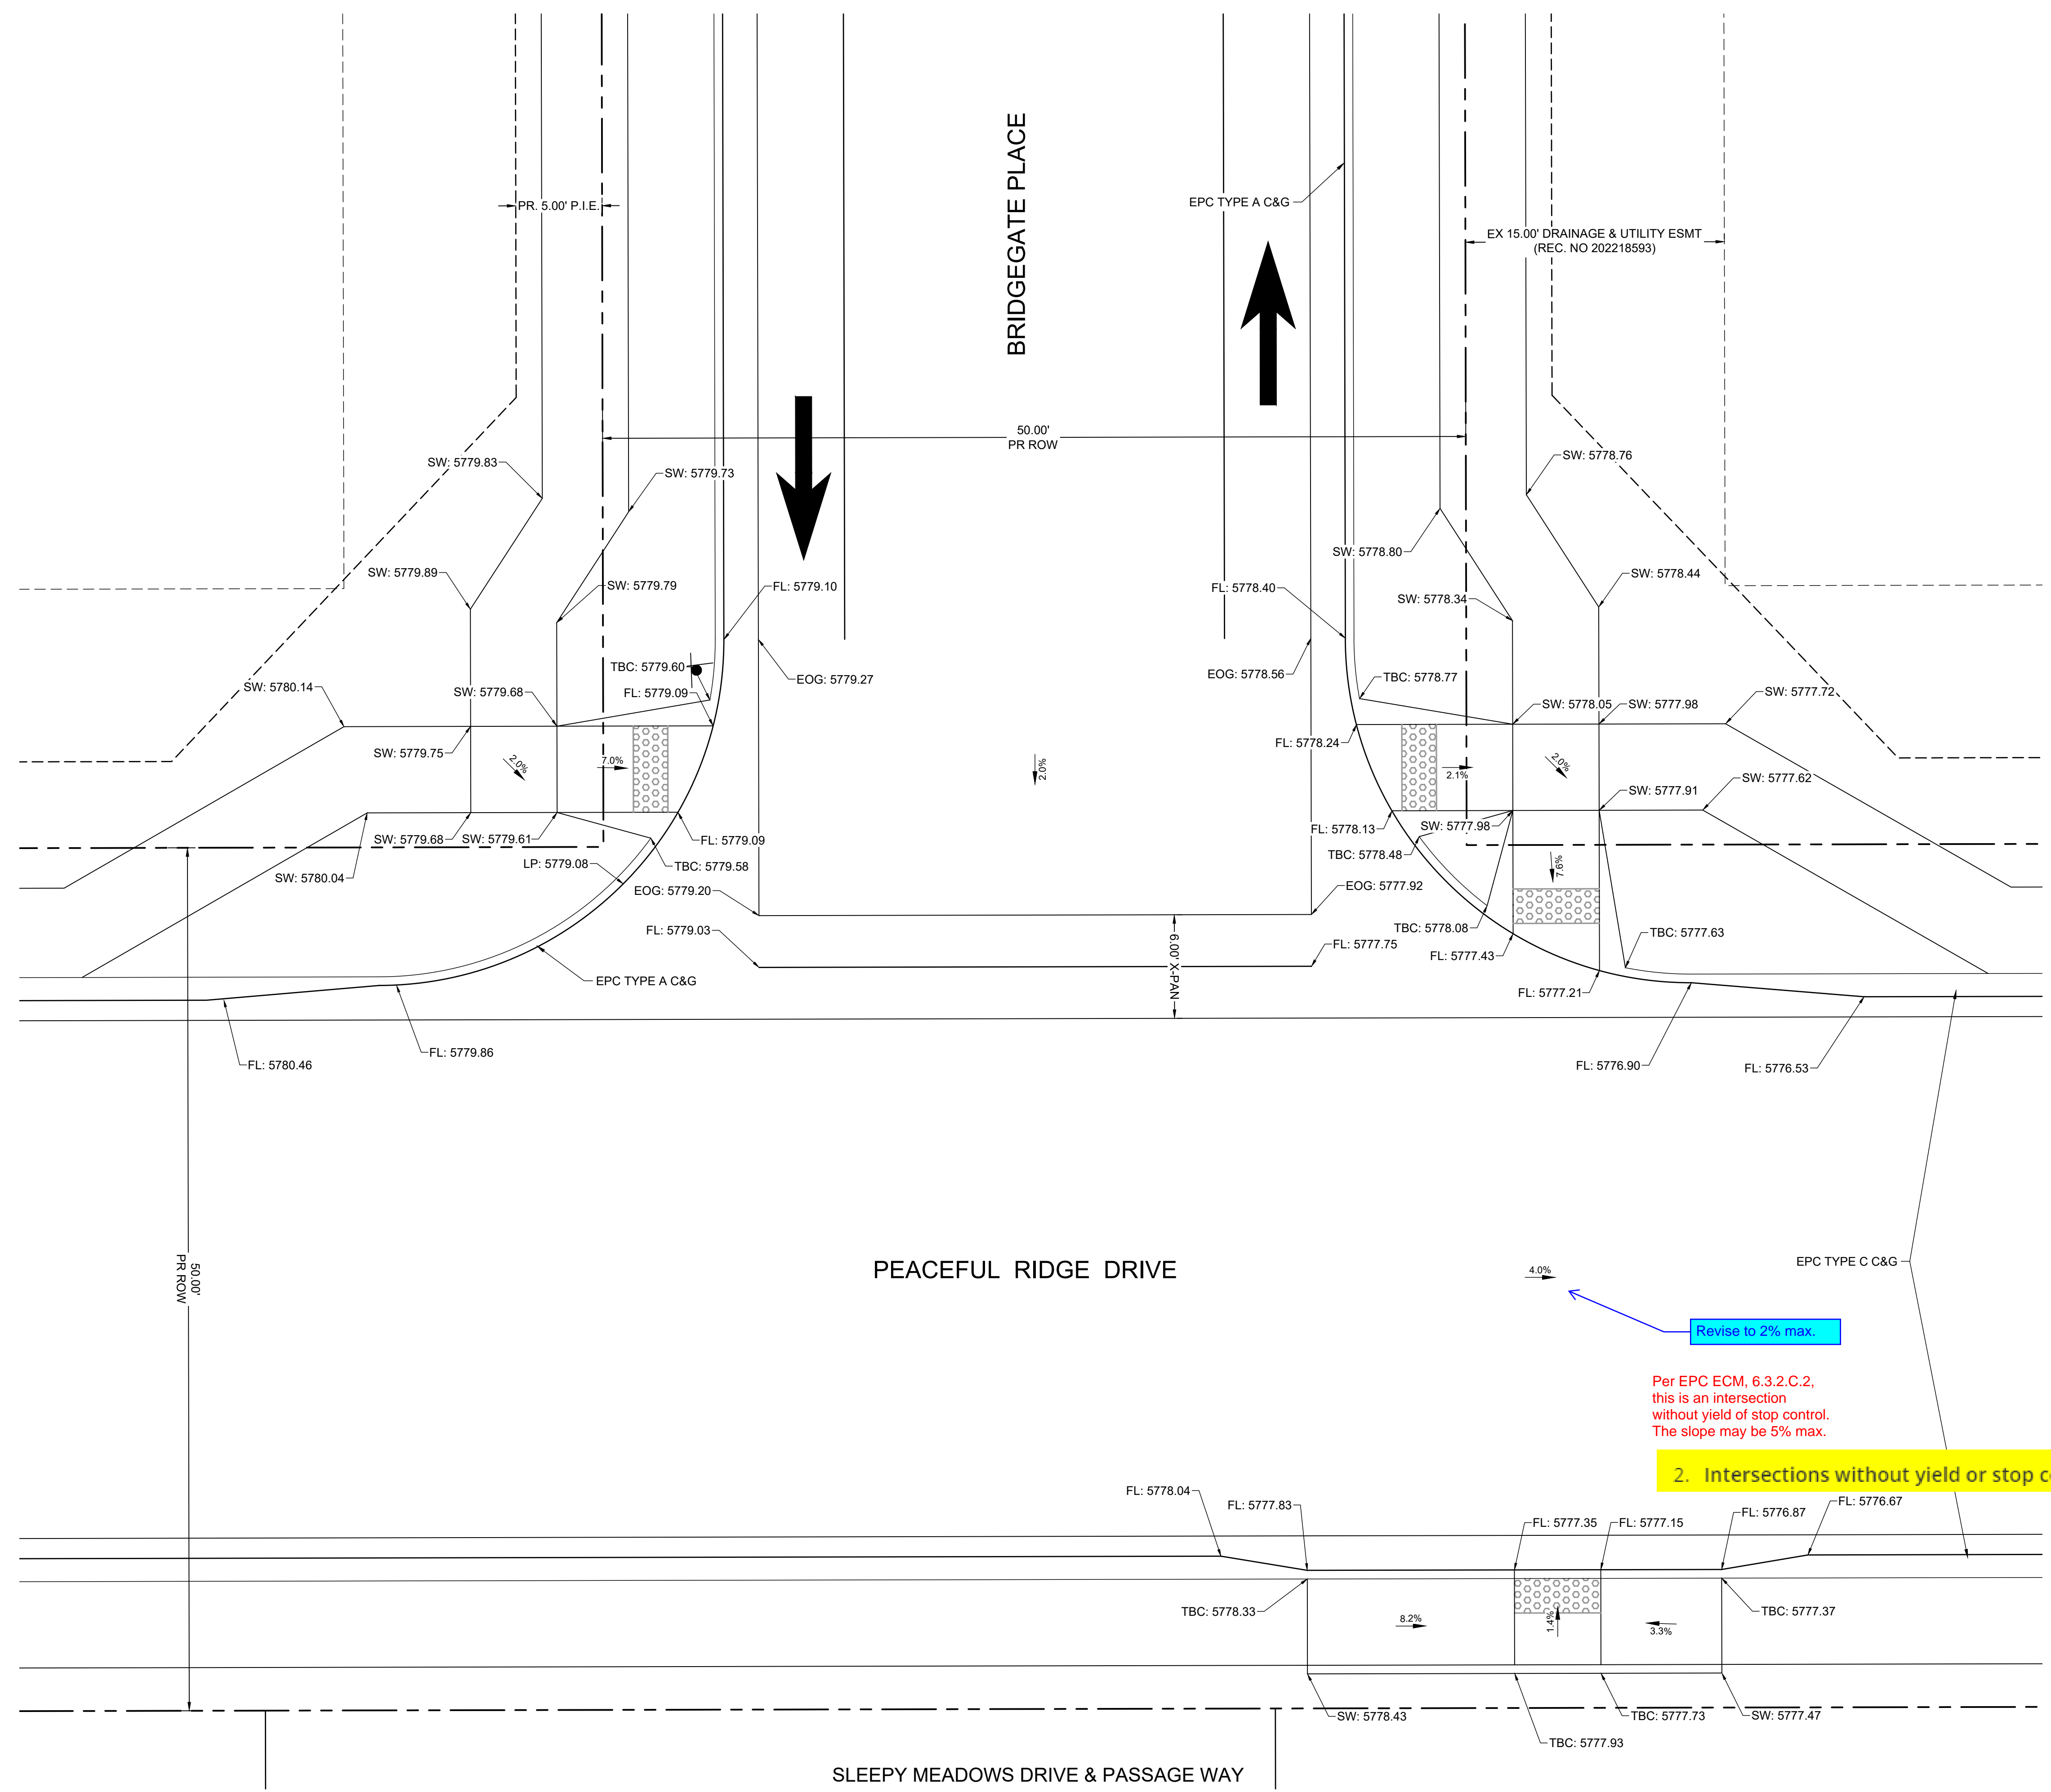 BRIDGEGATE PLACE
PR. 5.00' P.I.E.
EPC TYPE A C&G
EX 15.00' DRAINAGE & UTILITY ESMT
(REC. NO 202218593)
50.00'
PR ROW
SW: 5779.83
SW: 5779.73
SW: 5778.76
SW: 5778.80
SW: 5779.89
SW: 5779.79
FL: 5779.10
FL: 5778.40
SW: 5778.34
SW: 5778.44
TBC: 5779.60
EOG: 5779.27
EOG: 5778.56
TBC: 5778.77
SW: 5780.14
SW: 5779.68
FL: 5779.09
SW: 5778.05
SW: 5777.98
SW: 5777.72
SW: 5779.75
2.0%
7.0%
2.0%
FL: 5778.24
2.1%
2.0%
SW: 5777.62
SW: 5777.91
SW: 5779.68
SW: 5779.61
FL: 5779.09
FL: 5778.13
SW: 5777.98
LP: 5779.08
TBC: 5779.58
TBC: 5778.48
7.6%
SW: 5780.04
EOG: 5779.20
EOG: 5777.92
FL: 5779.03
6.00' X-PAN
FL: 5777.75
TBC: 5778.08
TBC: 5777.63
FL: 5777.43
EPC TYPE A C&G
FL: 5777.21
FL: 5780.46
FL: 5779.86
FL: 5776.90
FL: 5776.53
50.00'
PR ROW
PEACEFUL RIDGE DRIVE
4.0%
EPC TYPE C C&G
Revise to 2% max.
Per EPC ECM, 6.3.2.C.2,
this is an intersection
without yield of stop control.
The slope may be 5% max.
2. Intersections without yield or stop
FL: 5778.04
FL: 5777.83
FL: 5777.35
FL: 5777.15
FL: 5776.87
FL: 5776.67
TBC: 5778.33
8.2%
1.4%
3.3%
TBC: 5777.37
SW: 5778.43
TBC: 5777.93
TBC: 5777.73
SW: 5777.47
SLEEPY MEADOWS DRIVE & PASSAGE WAY